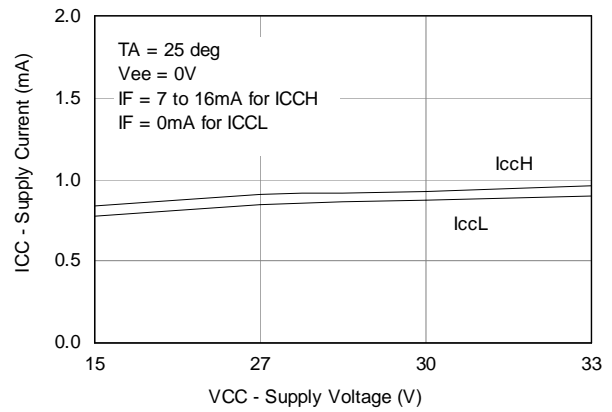 2.0
1.5
1.0
0.5
0.0
ICC - Supply Current (mA)
TA = 25 deg
Vee = 0V
IF = 7 to 16mA for ICCH
IF = 0mA for ICCL
IccH
IccL
15
27
30
33
VCC - Supply Voltage (V)